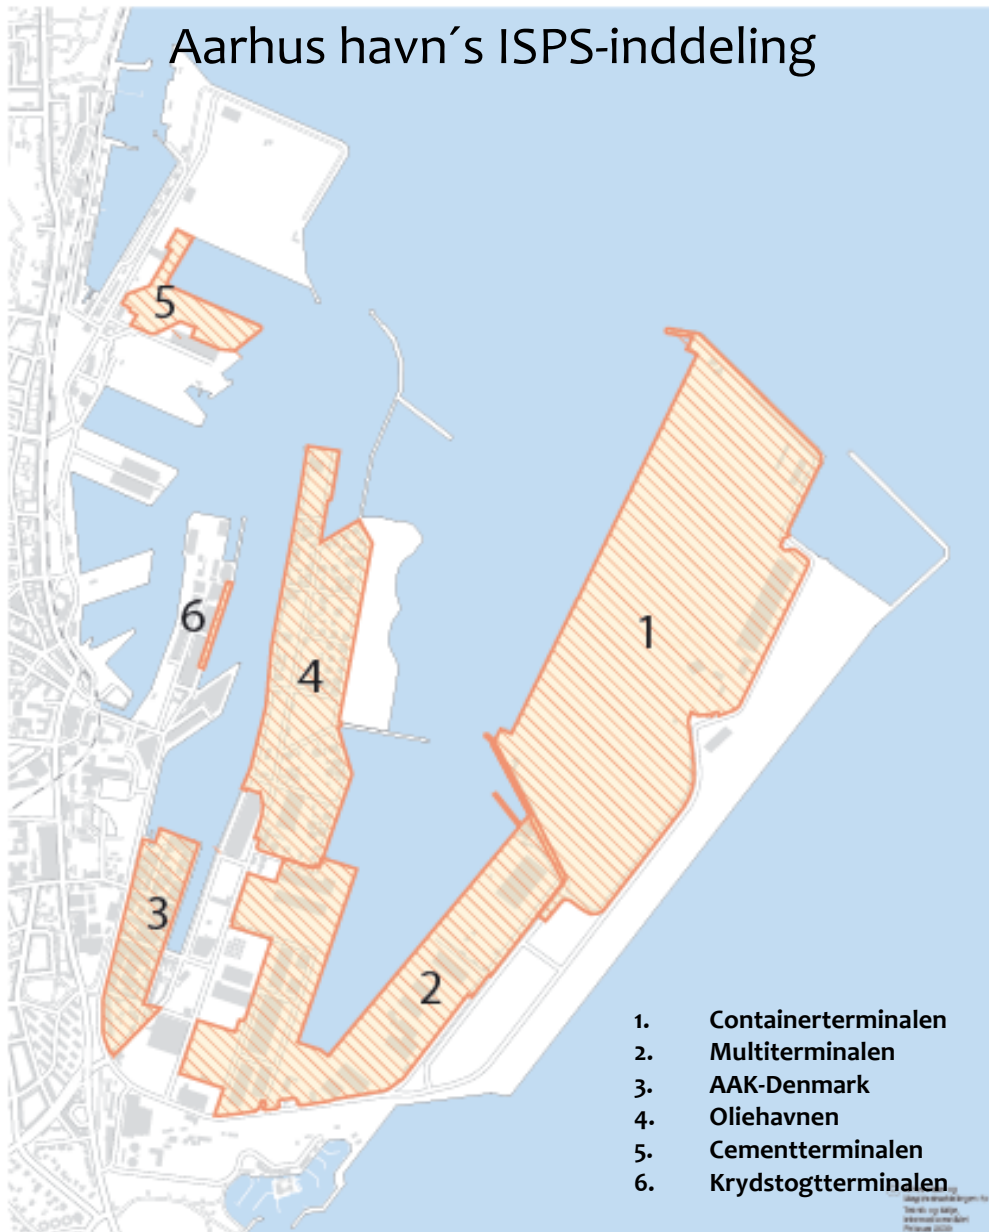 Aarhus havn´s ISPS-inddeling
5
1
6
4
3
2
1. Containerterminalen
2. Multiterminalen
3. AAK-Denmark
4. Oliehavnen
5. Cementterminalen
6. Krydstogtterminalen